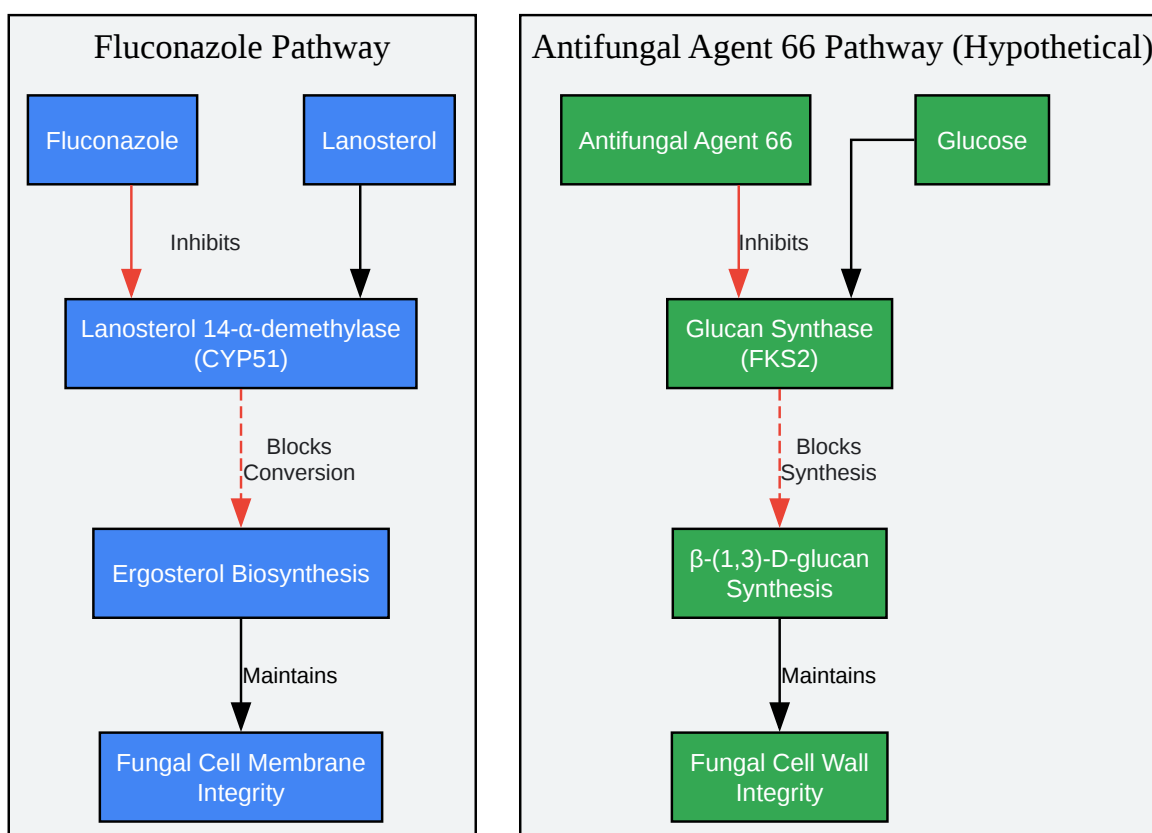 Fluconazole Pathway
Fluconazole
Lanosterol
Inhibits
Lanosterol 14-α-demethylase
(CYP51)
Blocks
Conversion
Ergosterol Biosynthesis
Maintains
Fungal Cell Membrane
Integrity
Antifungal Agent 66 Pathway (Hypothetical)
Antifungal Agent 66
Glucose
Inhibits
Glucan Synthase
(FKS2)
Blocks
Synthesis
β-(1,3)-D-glucan
Synthesis
Maintains
Fungal Cell Wall
Integrity